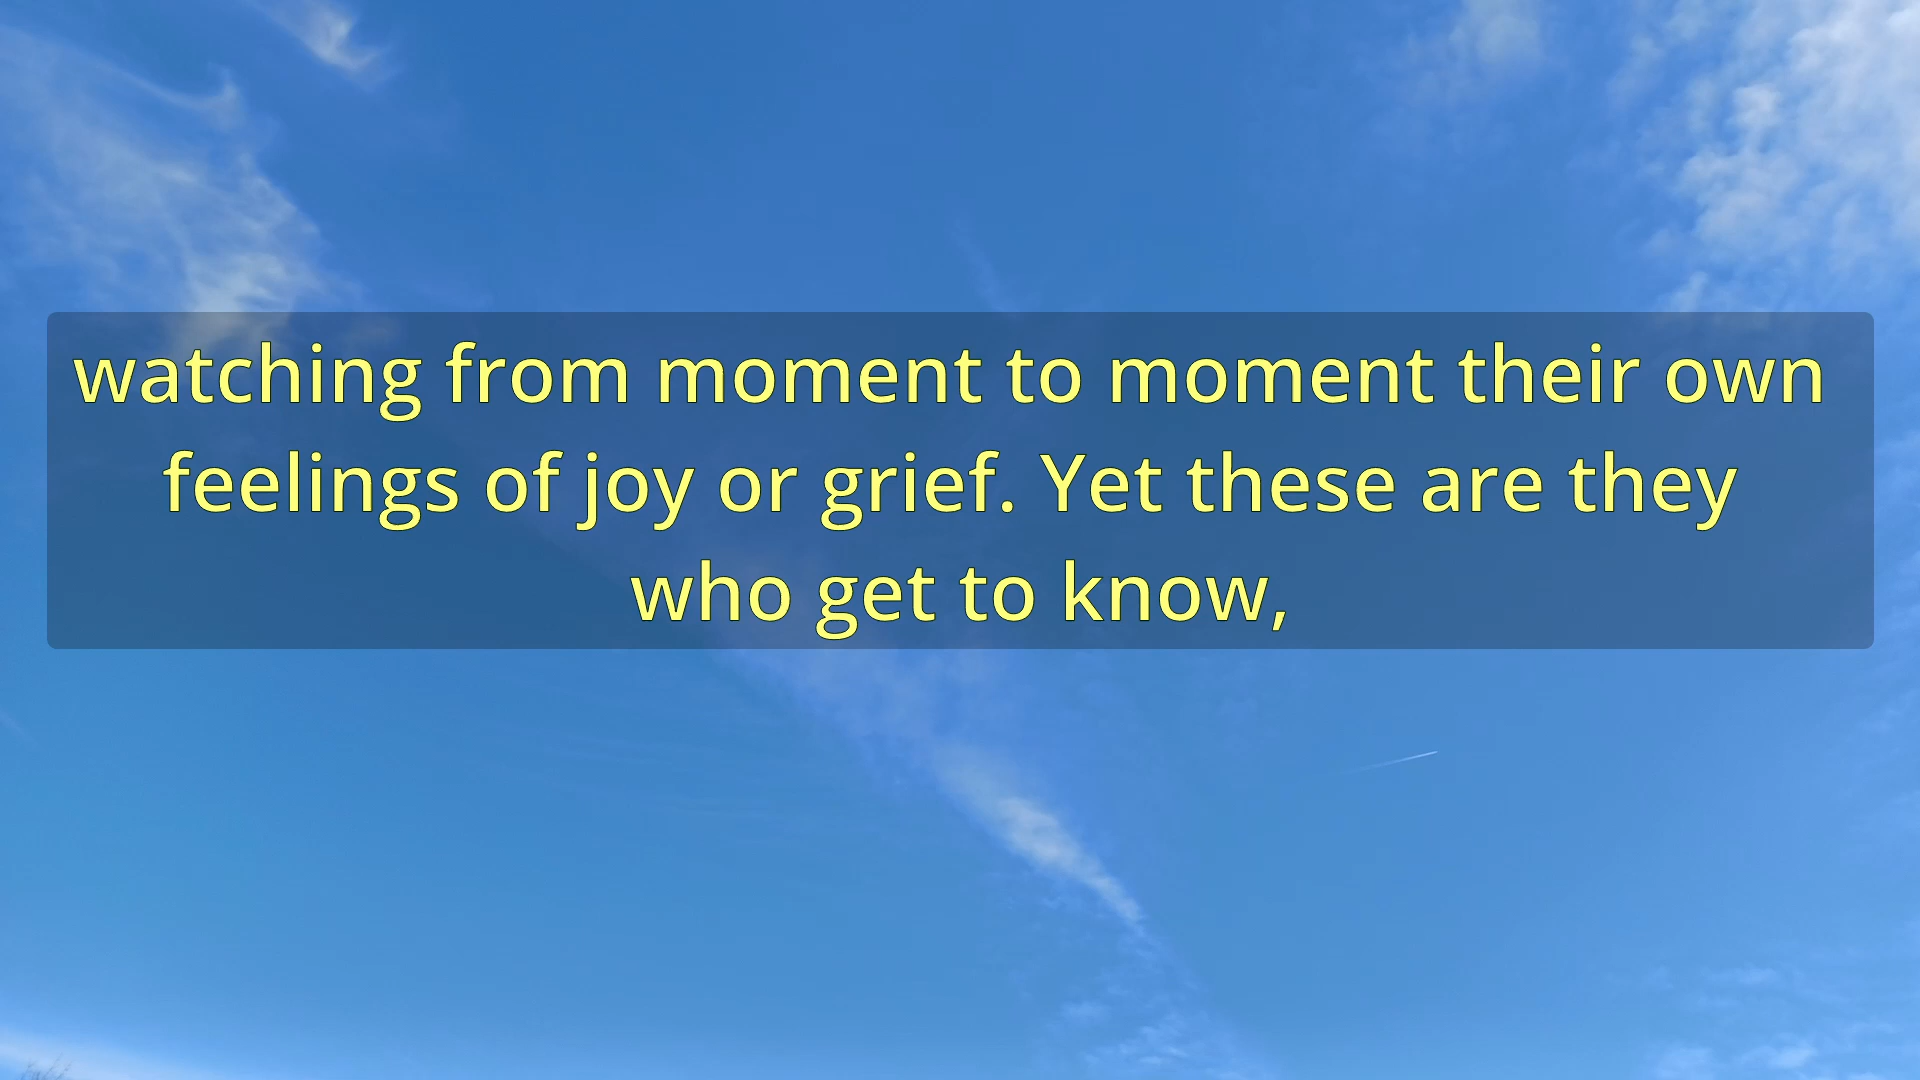 watching from moment to moment their own
feelings of joy or grief. Yet these are they
who get to know,